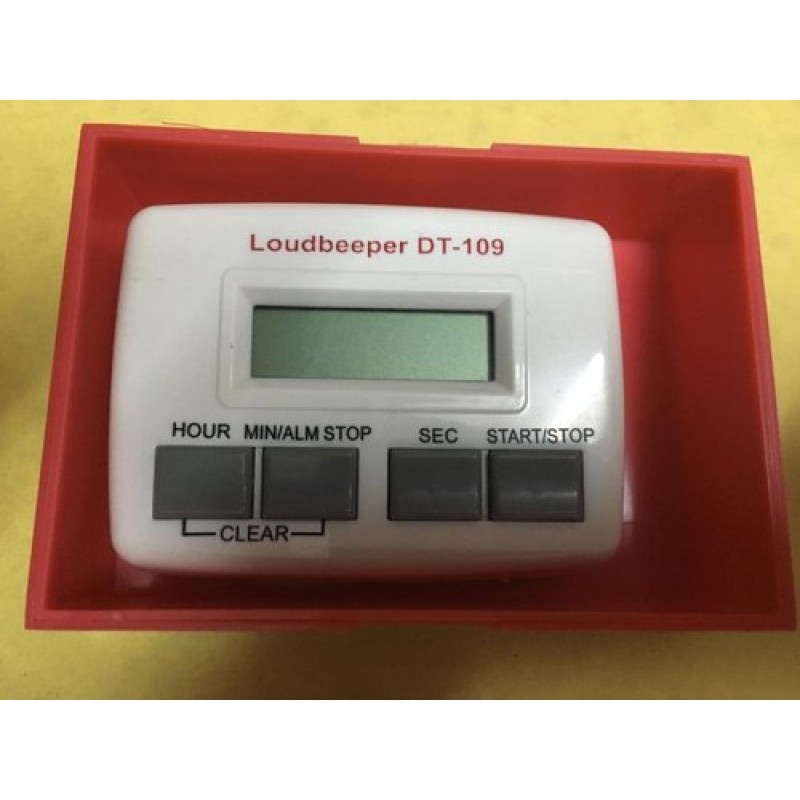 Loudbeeper DT-109
HOUR MIN/ALM STOP SEC START/STOP
CLEAR